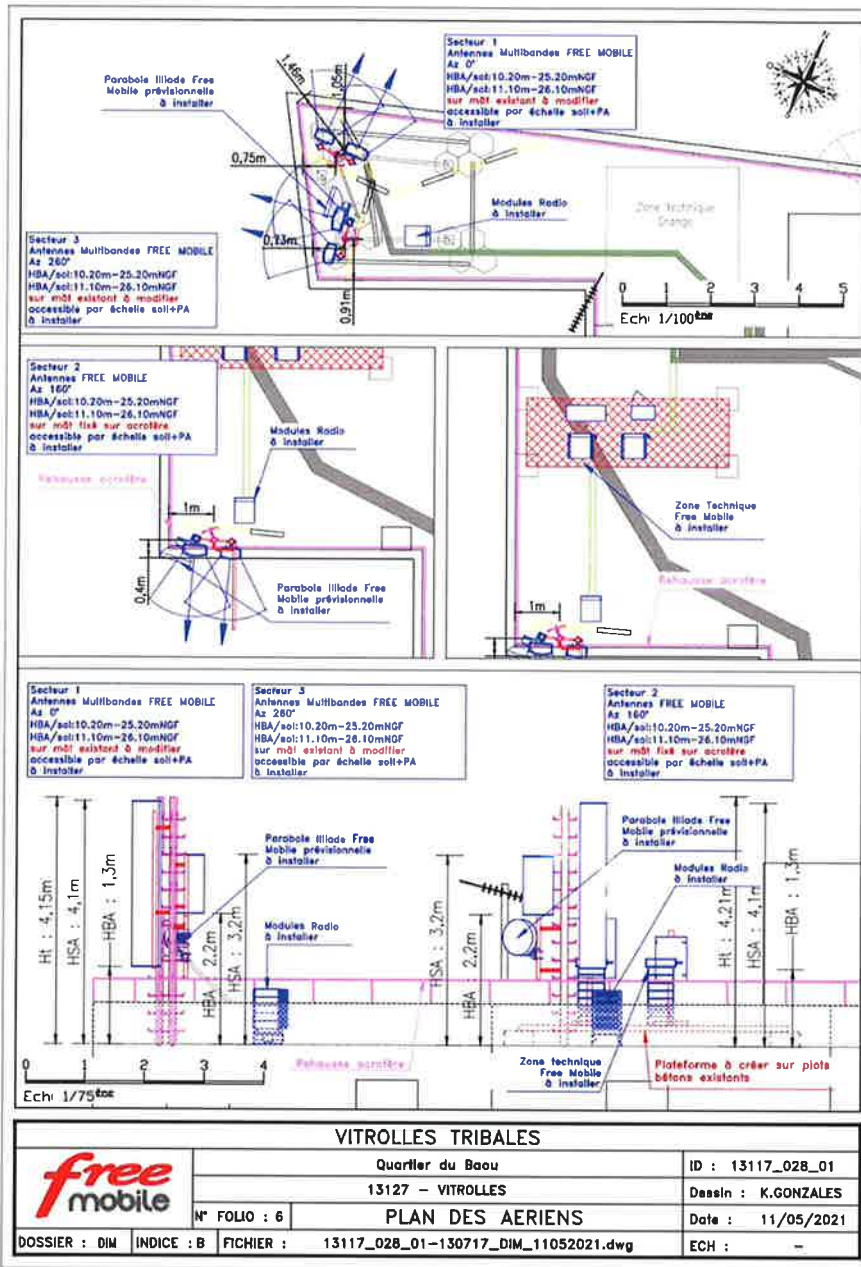 Secteur 1
Antennes Multibandes FREE MOBILE
Az 0°
HBA/sol:10.20m-25.20mNGF
HBA/sol:11.10m-26.10mNGF
sur mât existant à modifier
accessible par échelle soll+PA
à installer
Parabole Illiade Free
Mobile prévisionnelle
à installer
1,46m
1,05m
N
0,75m
Modules Radio
à installer
Zone technique
Orange
Secteur 3
Antennes Multibandes FREE MOBILE
Az 260°
HBA/sol:10.20m-25.20mNGF
HBA/sol:11.10m-26.10mNGF
sur mât existant à modifier
accessible par échelle soll+PA
à installer
0,91m
0 1 2 3 4 5
Ech: 1/100ème
Secteur 2
Antennes FREE MOBILE
Az 160°
HBA/sol:10.20m-25.20mNGF
HBA/sol:11.10m-26.10mNGF
sur mât fixé sur acrotère
accessible par échelle soll+PA
à installer
Modules Radio
à installer
Rehausse acrotère
1m
0,4m
Parabole Illiade Free
Mobile prévisionnelle
à installer
Zone Technique
Free Mobile
à installer
Rehausse acrotère
1m
Secteur 1
Antennes Multibandes FREE MOBILE
Az 0°
HBA/sol:10.20m-25.20mNGF
HBA/sol:11.10m-26.10mNGF
sur mât existant à modifier
accessible par échelle soll+PA
à installer
Secteur 3
Antennes Multibandes FREE MOBILE
Az 260°
HBA/sol:10.20m-25.20mNGF
HBA/sol:11.10m-26.10mNGF
sur mât existant à modifier
accessible par échelle soll+PA
à installer
Secteur 2
Antennes FREE MOBILE
Az 160°
HBA/sol:10.20m-25.20mNGF
HBA/sol:11.10m-26.10mNGF
sur mât fixé sur acrotère
accessible par échelle soll+PA
à installer
Ht : 4,15m
HSA : 4,1m
HBA : 1,3m
Parabole Illiade Free
Mobile prévisionnelle
à installer
Modules Radio
à installer
HBA : 2,2m
HSA : 3,2m
HSA : 3,2m
HBA : 2,2m
Parabole Illiade Free
Mobile prévisionnelle
à installer
Modules Radio
à installer
Ht : 4,21m
HSA : 4,1m
HBA : 1,3m
Rehausse acrotère
Zone technique
Free Mobile
à installer
Plateforme à créer sur plots
bétons existants
0 1 2 3 4
Ech: 1/75ème
VITROLLES TRIBALES
free
mobile
Quartier du Baou
ID : 13117_028_01
13127 - VITROLLES
Dessin : K.GONZALES
N° FOLIO : 6
PLAN DES AERIENS
Date : 11/05/2021
DOSSIER : DIM
INDICE : B
FICHIER : 13117_028_01-130717_DIM_11052021.dwg
ECH : -